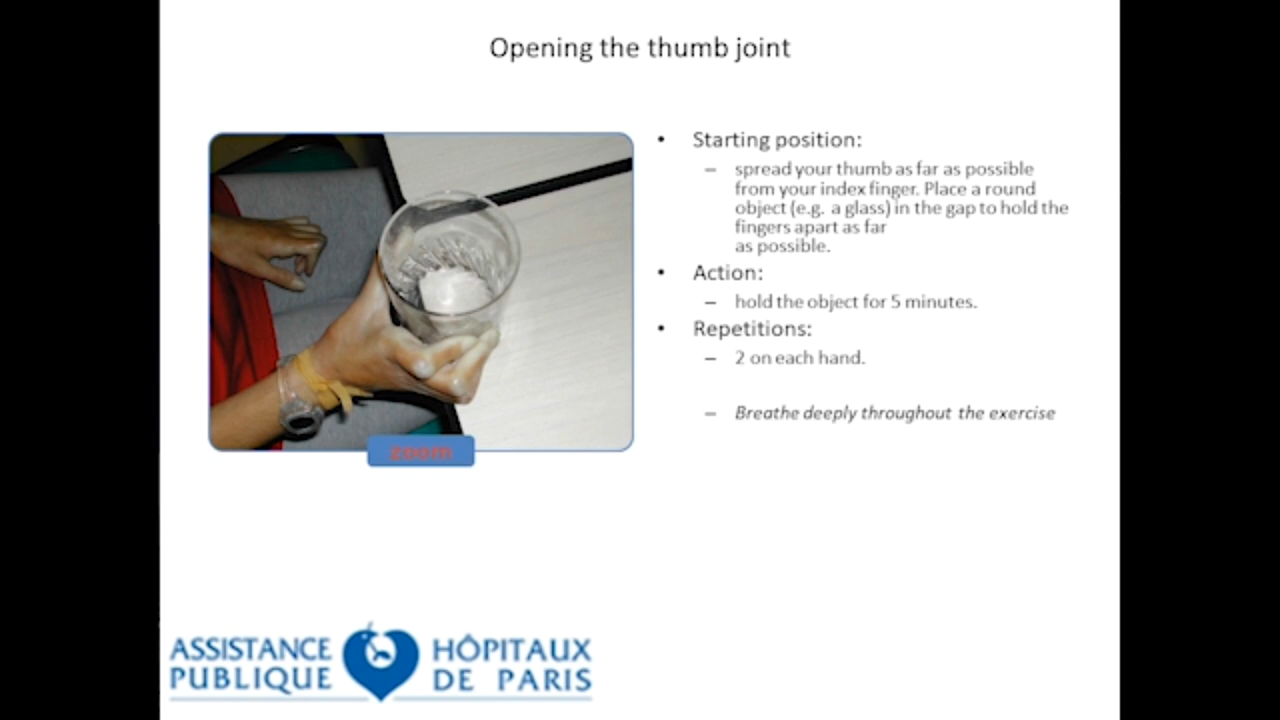 Opening the thumb joint
• Starting position:
– spread your thumb as far as possible
from your index finger. Place a round
object (e.g. a glass) in the gap to hold the
fingers apart as far
as possible.
• Action:
– hold the object for 5 minutes.
• Repetitions:
– 2 on each hand.
– Breathe deeply throughout the exercise
zoom
ASSISTANCE HÔPITAUX
PUBLIQUE DE PARIS